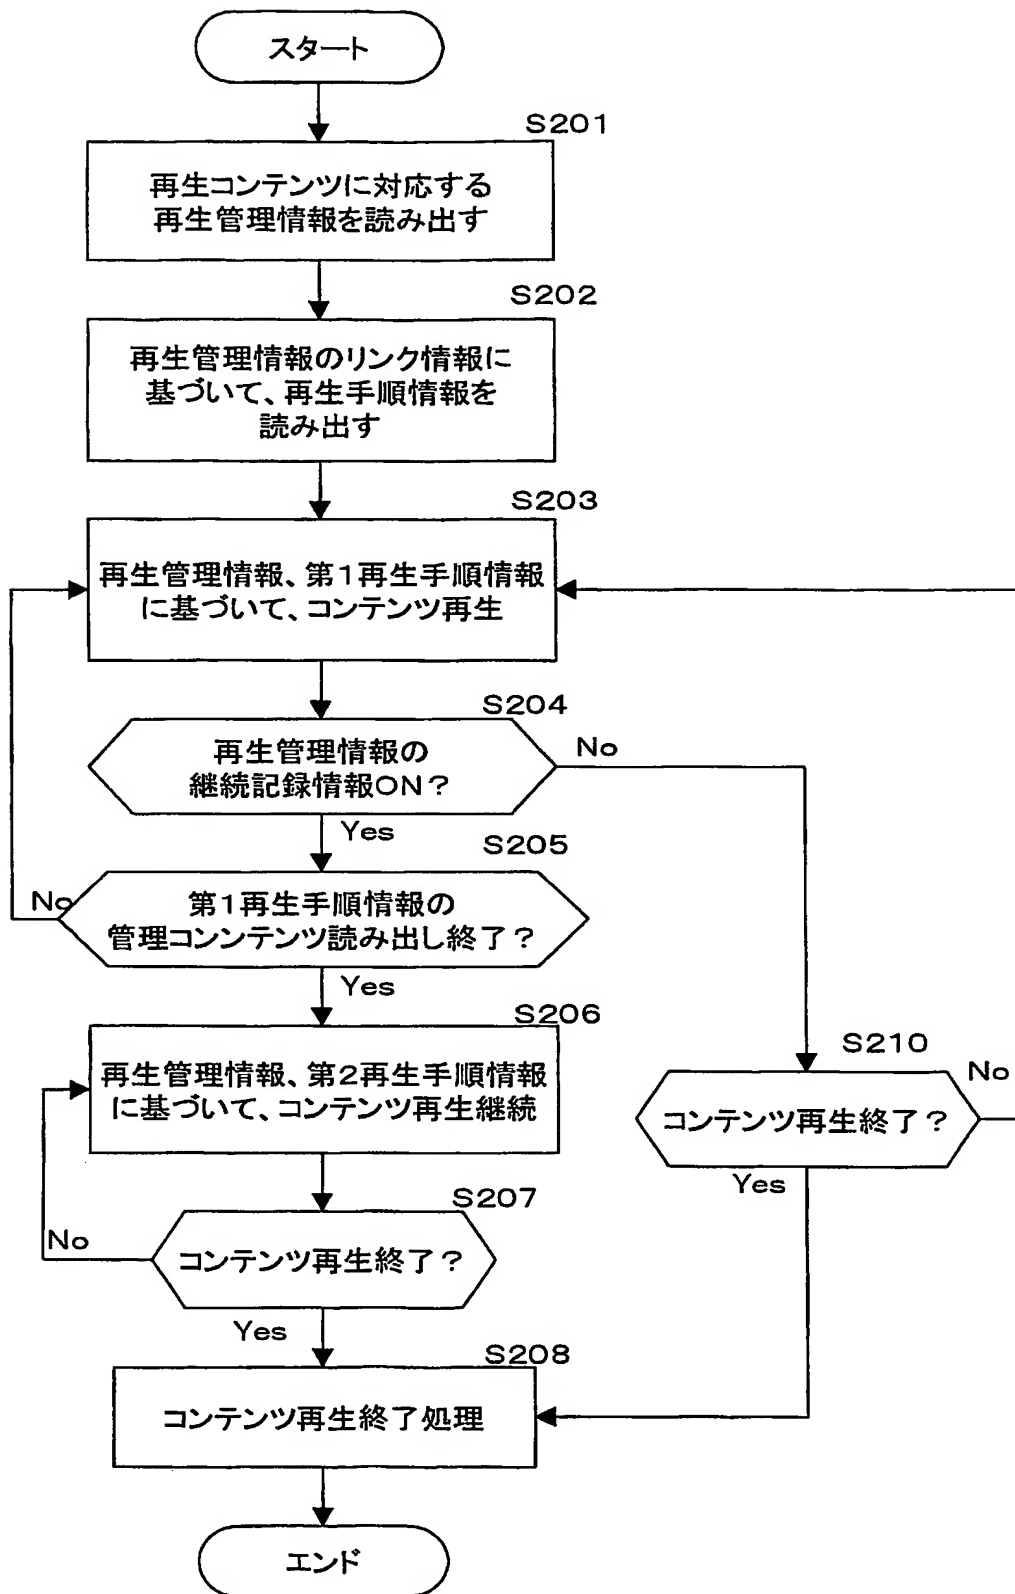 スタート
S201
再生コンテンツに対応する
再生管理情報を読み出す
S202
再生管理情報のリンク情報に
基づいて、再生手順情報を
読み出す
S203
再生管理情報、第1再生手順情報
に基づいて、コンテンツ再生
S204
再生管理情報の
継続記録情報ON?
No
Yes
S205
No
第1再生手順情報の
管理コンンテンツ読み出し終了?
Yes
S206
再生管理情報、第2再生手順情報
に基づいて、コンテンツ再生継続
S210
No
コンテンツ再生終了?
Yes
S207
No
コンテンツ再生終了?
Yes
S208
コンテンツ再生終了処理
エンド